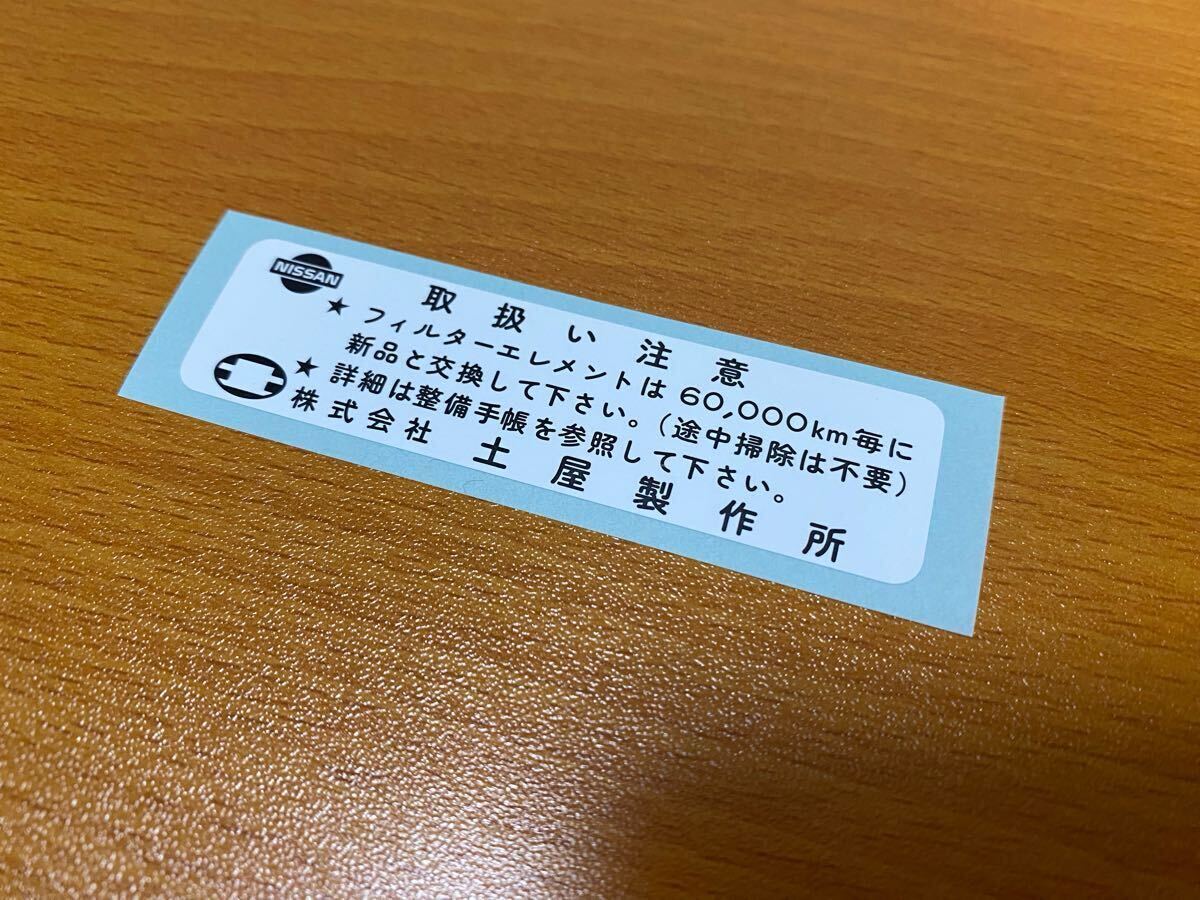 NISSAN
取扱い注意
★フィルターエレメントは60,000km毎に
新品と交換して下さい。(途中掃除は不要)
★詳細は整備手帳を参照して下さい。
株式会社 土屋製作所